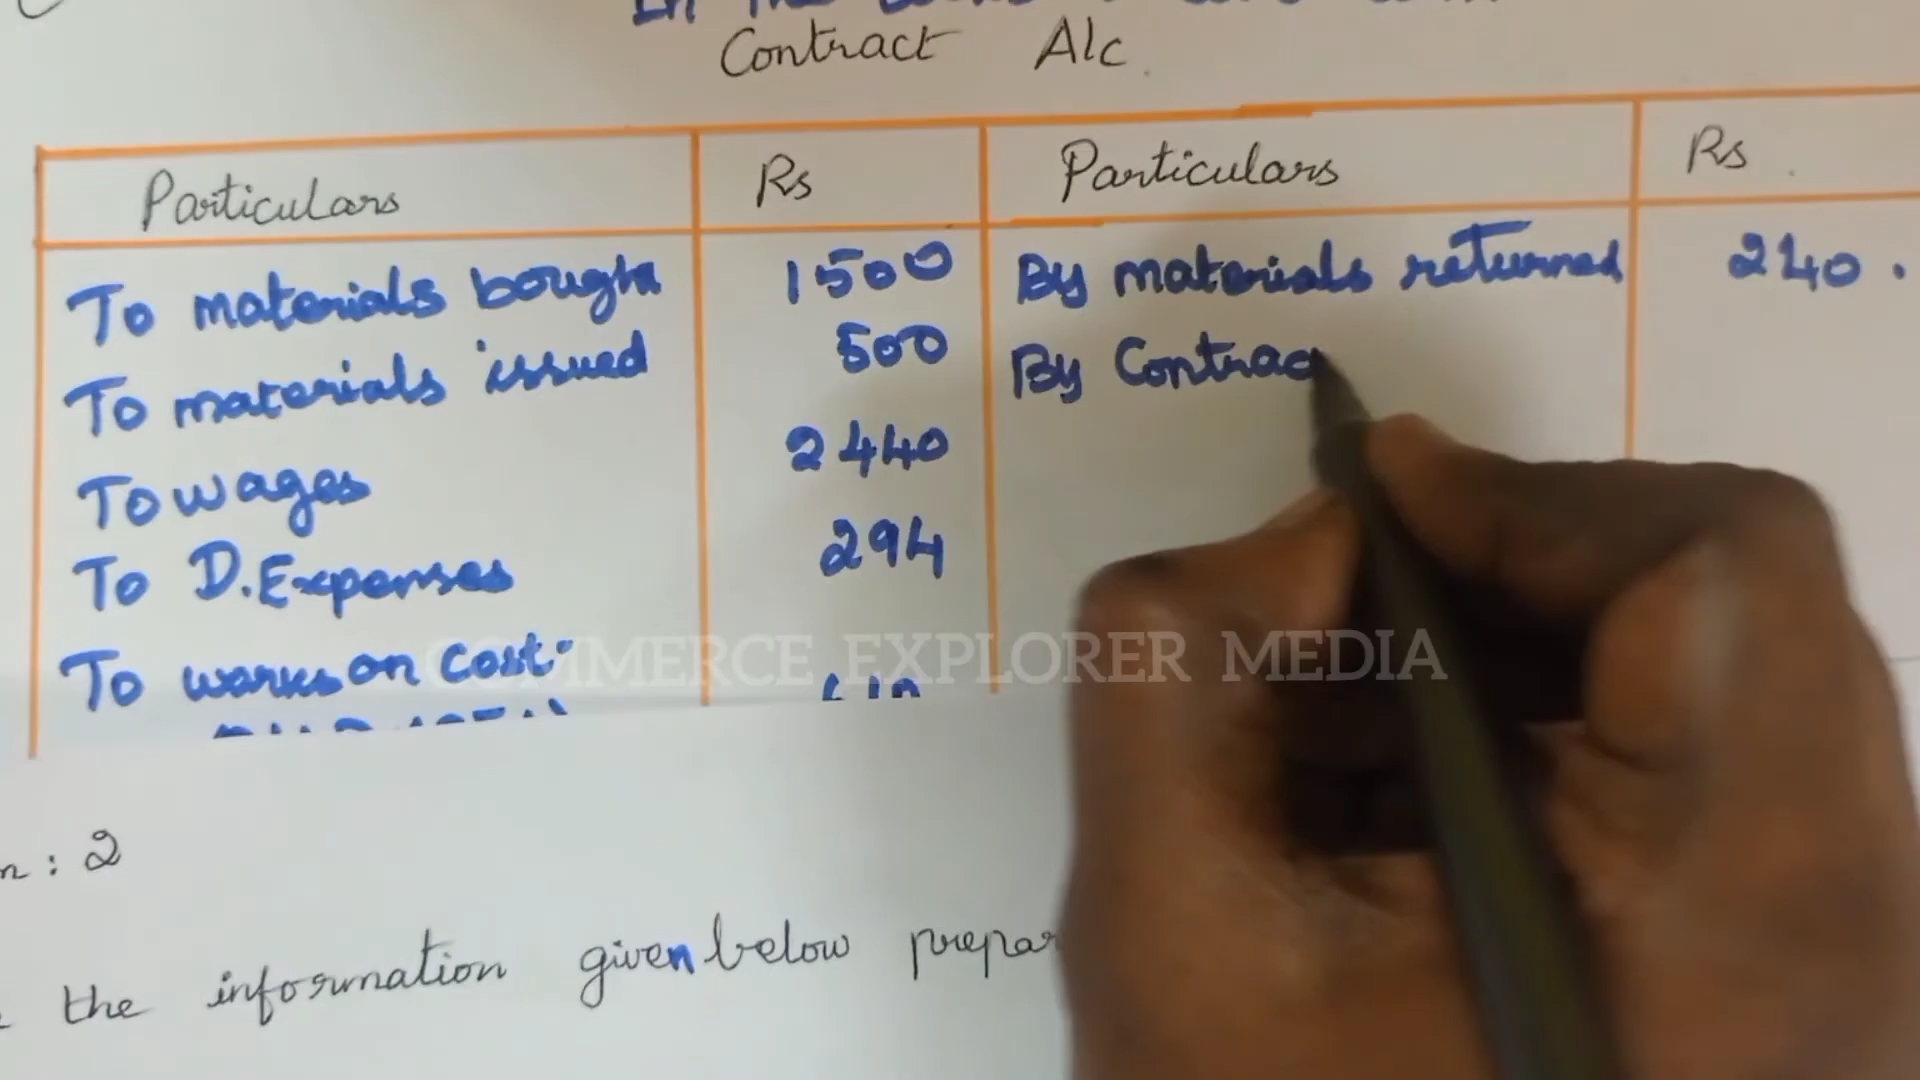 In the
Contract A/c
Particulars Rs Particulars Rs
To materials bought 1500 By materials returned 240.
To materials issued 500 By Contrac
To wages 2440
To D.Expenses 294
To works on cost:
COMMERCE EXPLORER MEDIA
: 2
the information given below prepar